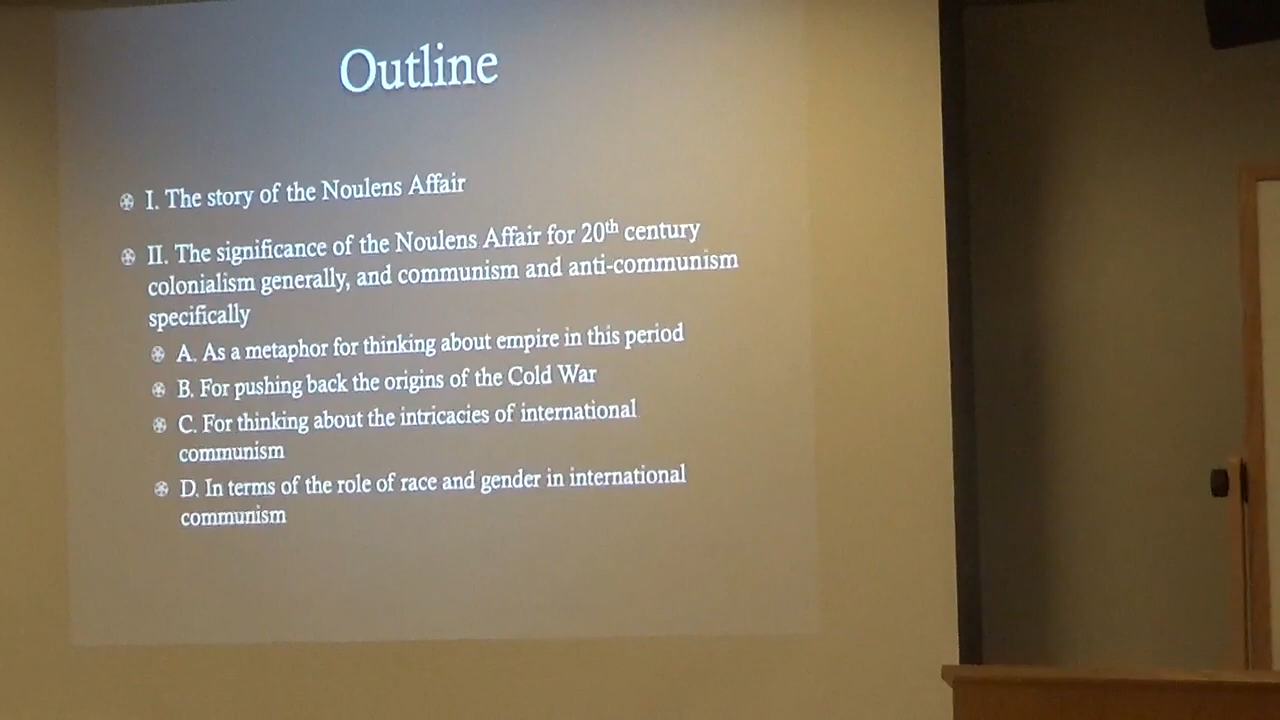 Outline
I. The story of the Noulens Affair
II. The significance of the Noulens Affair for 20th century
colonialism generally, and communism and anti-communism
specifically
A. As a metaphor for thinking about empire in this period
B. For pushing back the origins of the Cold War
C. For thinking about the intricacies of international
communism
D. In terms of the role of race and gender in international
communism